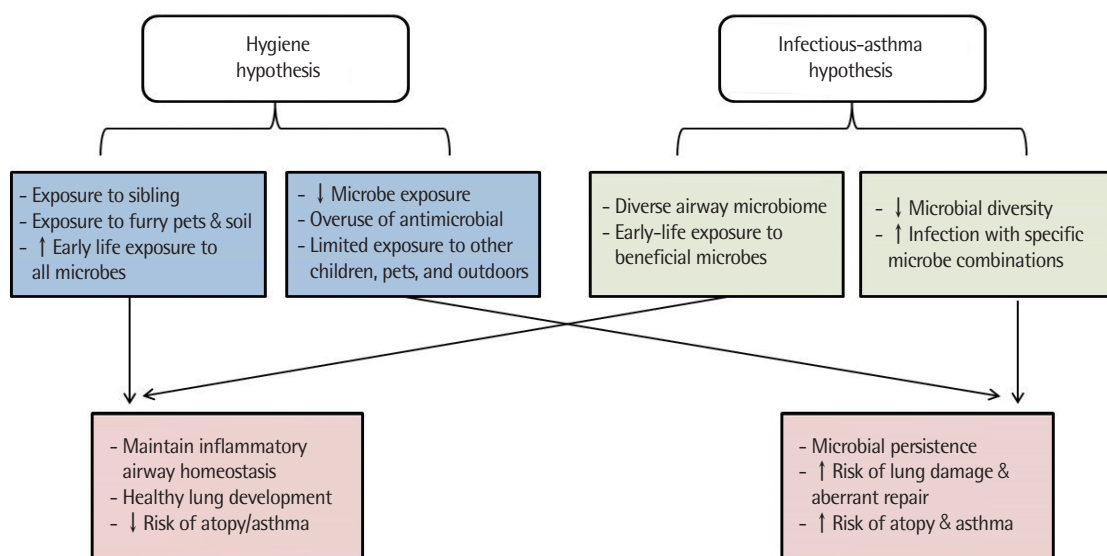 Hygiene
hypothesis
Infectious-asthma
hypothesis
- Exposure to sibling
- Exposure to furry pets & soil
- ↑ Early life exposure to
all microbes
- ↓ Microbe exposure
- Overuse of antimicrobial
- Limited exposure to other
children, pets, and outdoors
- Diverse airway microbiome
- Early-life exposure to
beneficial microbes
- ↓ Microbial diversity
- ↑ Infection with specific
microbe combinations
- Maintain inflammatory
airway homeostasis
- Healthy lung development
- ↓ Risk of atopy/asthma
- Microbial persistence
- ↑ Risk of lung damage &
aberrant repair
- ↑ Risk of atopy & asthma